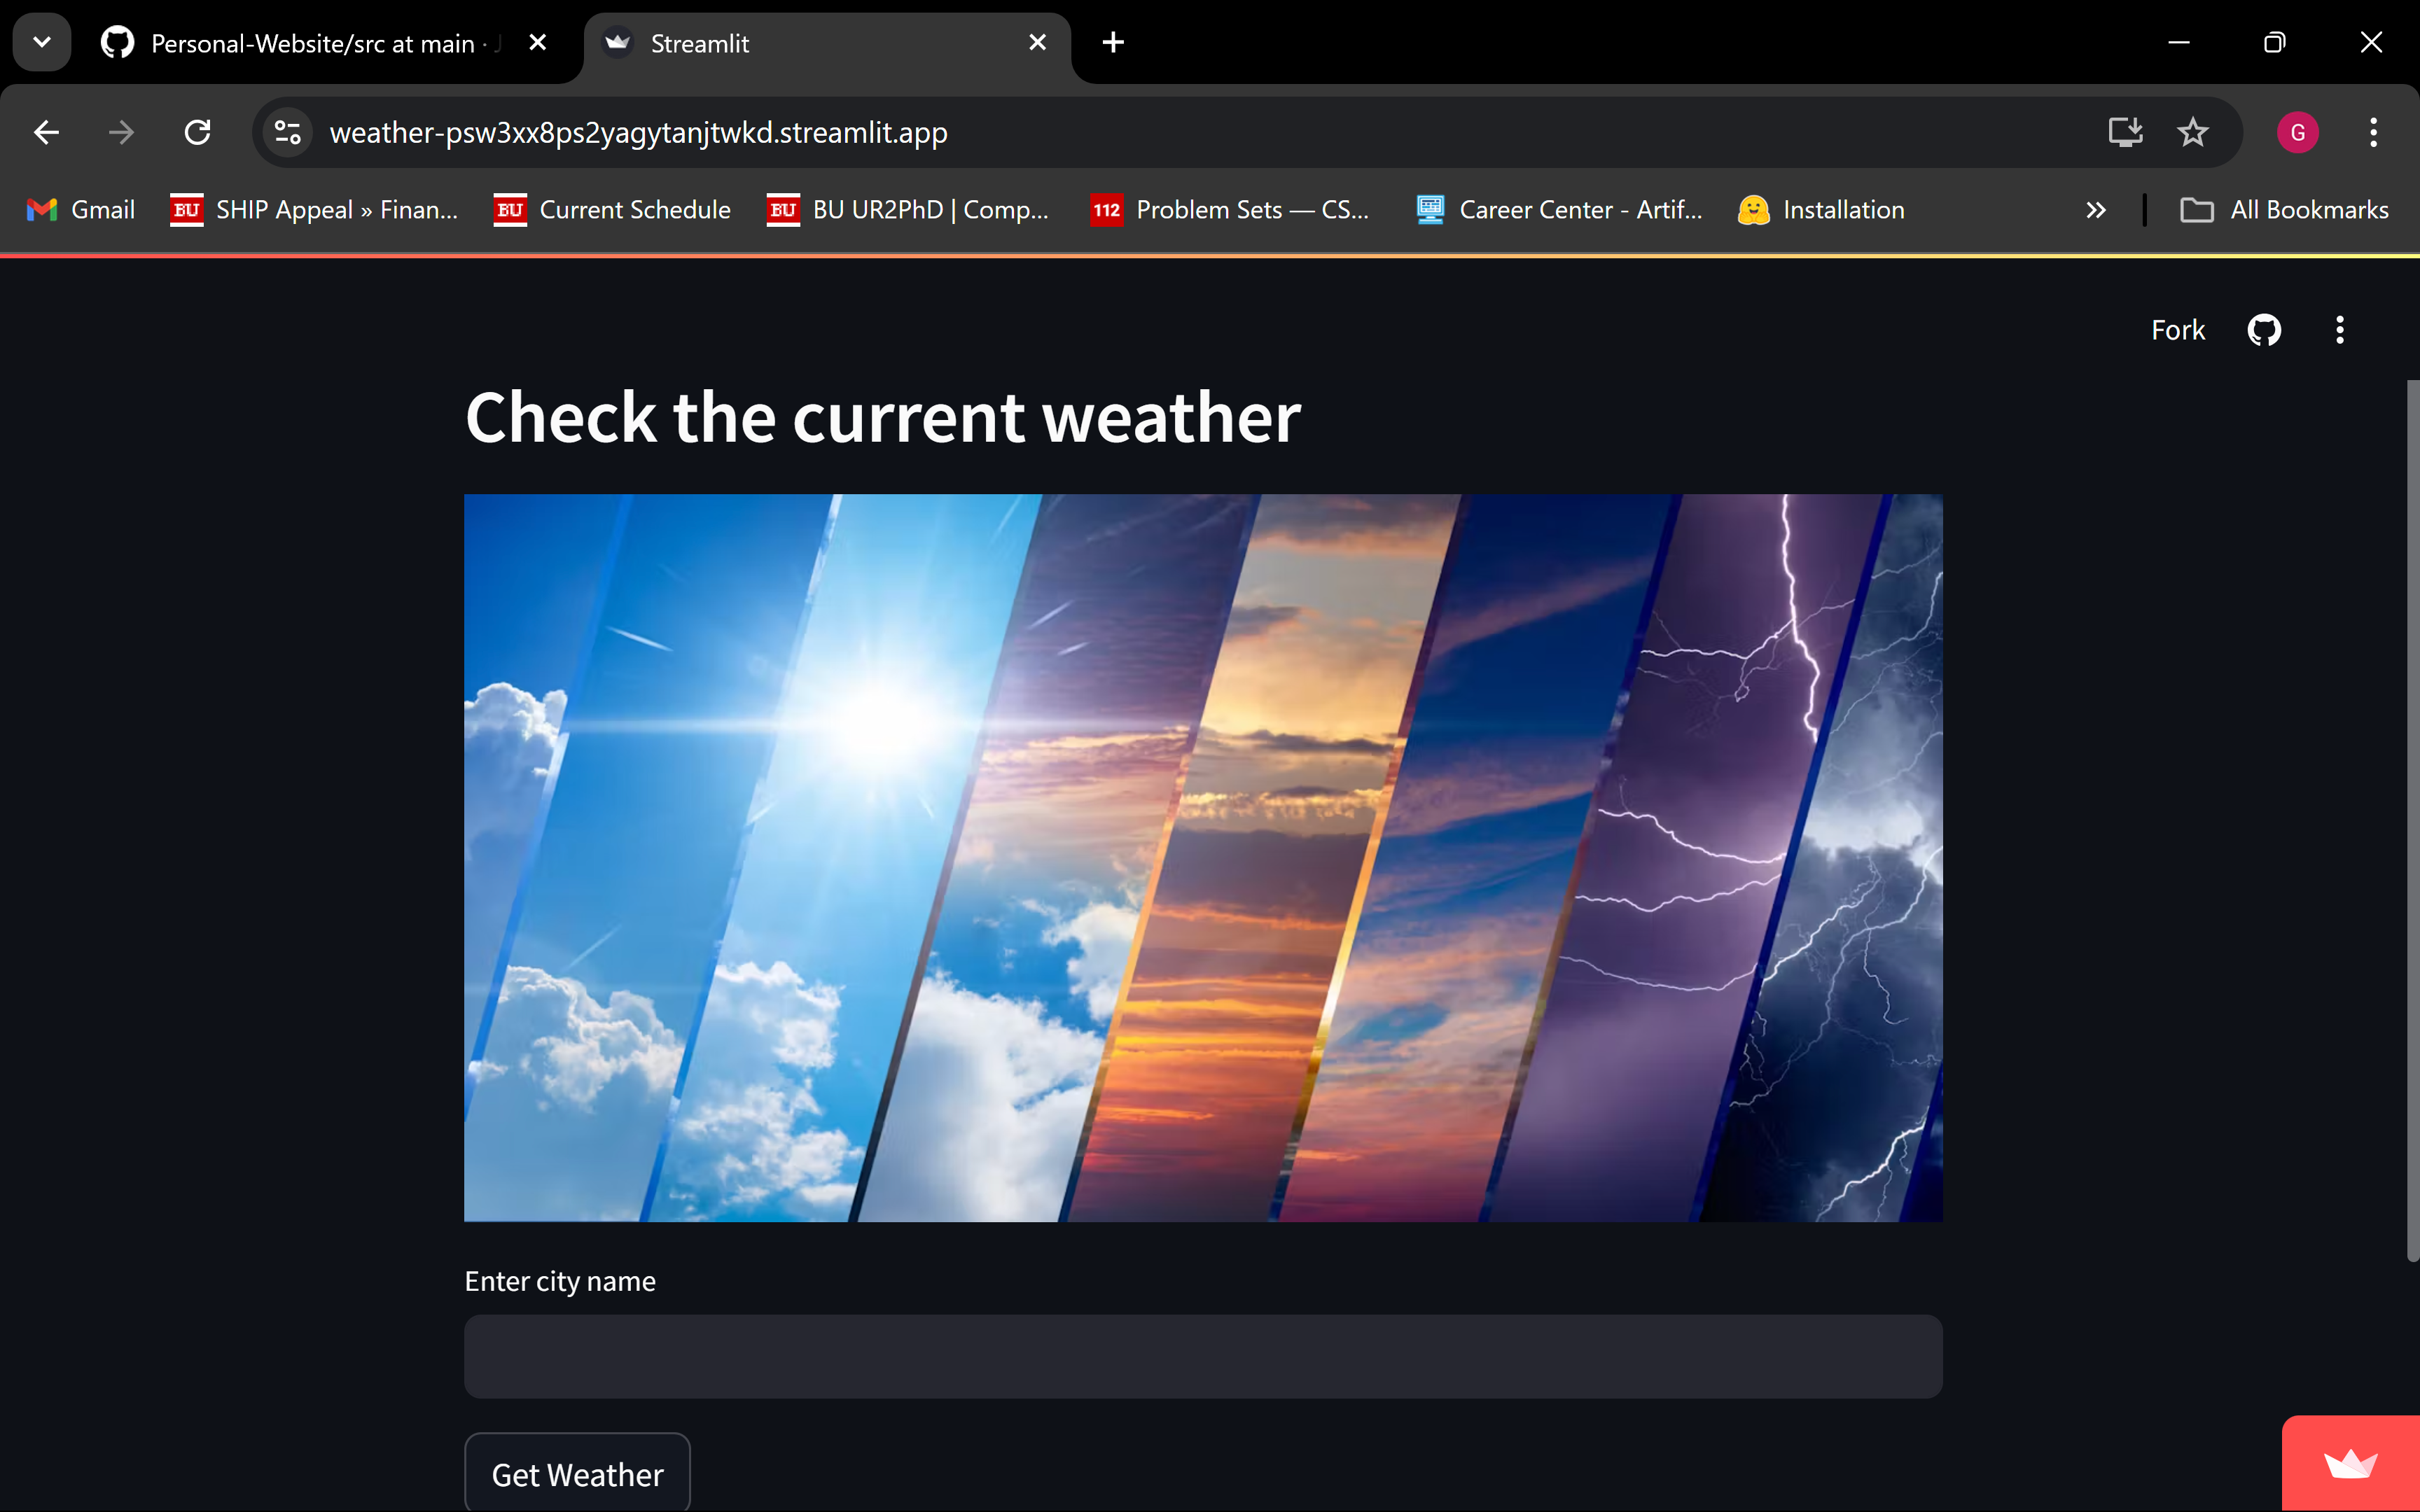 Personal-Website/src at main ·
Streamlit
weather-psw3xx8ps2yagytanjtwkd.streamlit.app
G
Gmail
BU SHIP Appeal » Finan...
BU Current Schedule
BU BU UR2PhD | Comp...
112 Problem Sets — CS...
Career Center - Artif...
Installation
All Bookmarks
Fork
Check the current weather
Enter city name
Get Weather